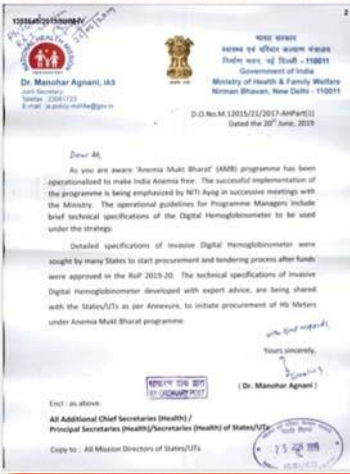 2
Dr. Manohar Agnani, IAS
Joint Secretary
Telefax : 23061723
भारत सरकार
स्वास्थ्य एवं परिवार कल्याण मंत्रालय
निर्माण भवन, नई दिल्ली - 110011
Government of India
Ministry of Health & Family Welfare
Nirman Bhavan, New Delhi - 110011
D.O.No.M.12015/21/2017-AHPart(1)
Dated the 20th June, 2019
Dear
As you are aware 'Anemia Mukt Bharat' (AMB) programme has been
operationalized to make India Anemia free. The successful implementation of
the programme is being emphasized by NITI Ayog in successive meetings with
the Ministry. The operational guidelines for Programme Managers include
brief technical specifications of the Digital Hemoglobinometer to be used
under the strategy.
Detailed specifications of Invasive Digital Hemoglobinometer were
sought by many States to start procurement and tendering process after funds
were approved in the RoP 2019-20. The technical specifications of Invasive
Digital Hemoglobinometer developed with expert advice, are being shared
with the States/UTs as per Annexure, to initiate procurement of Hb Meters
under Anemia Mukt Bharat programme.
with kind regards,
Yours sincerely,
(Dr. Manohar Agnani)
साधारण डाक द्वारा
BY ORDINARY POST
Encl : as above.
All Additional Chief Secretaries (Health) /
Principal Secretaries (Health)/Secretaries (Health) of States/UTs
Copy to : All Mission Directors of States/UTs